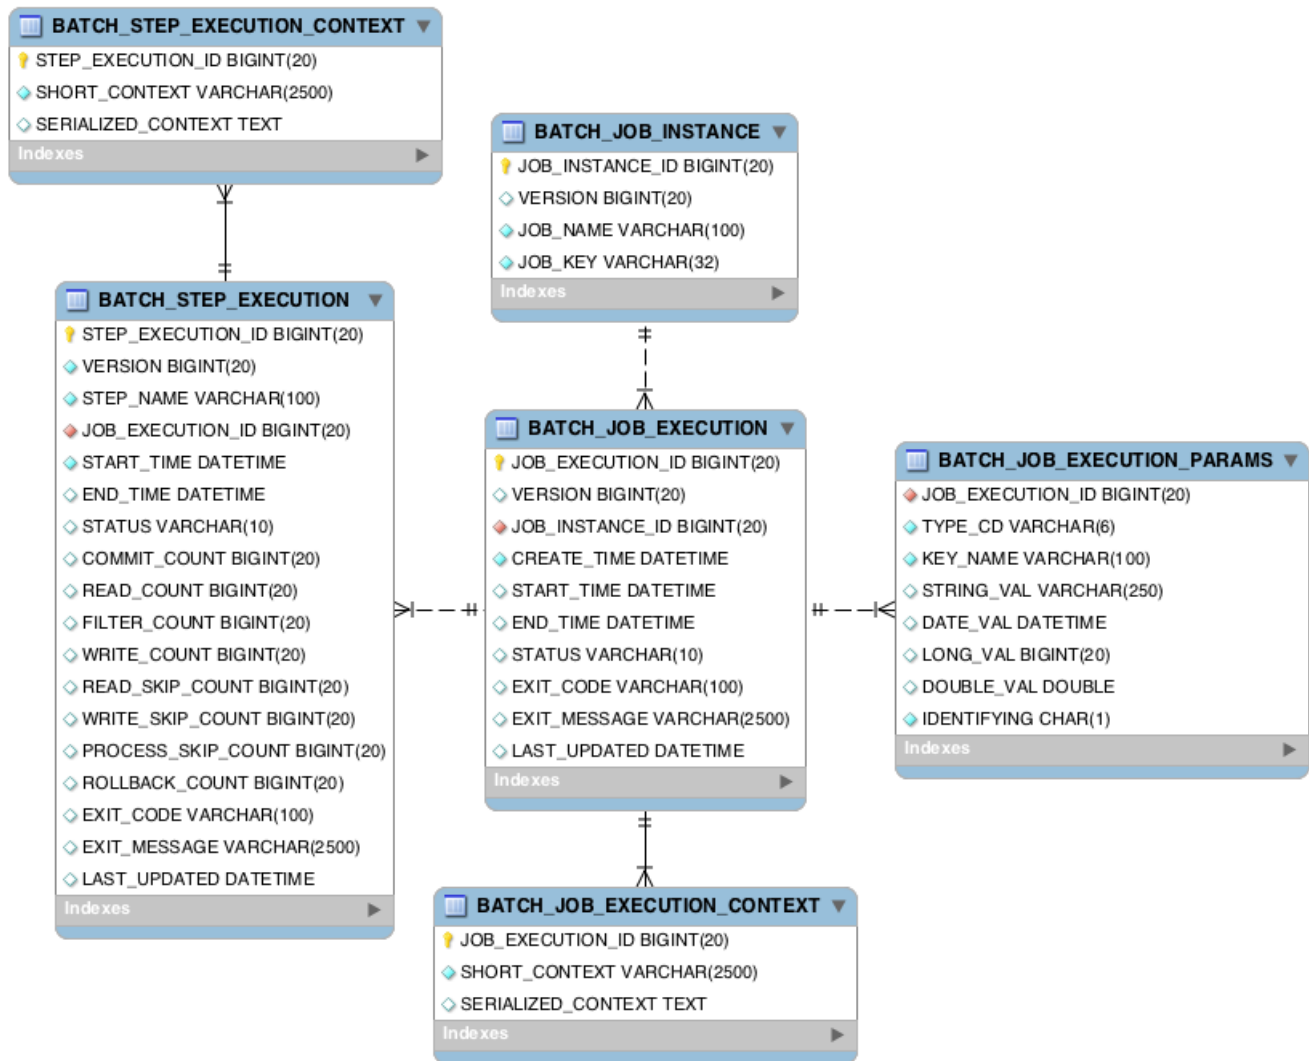 BATCH_STEP_EXECUTION_CONTEXT
STEP_EXECUTION_ID BIGINT(20)
SHORT_CONTEXT VARCHAR(2500)
SERIALIZED_CONTEXT TEXT
Indexes
BATCH_JOB_INSTANCE
JOB_INSTANCE_ID BIGINT(20)
VERSION BIGINT(20)
JOB_NAME VARCHAR(100)
JOB_KEY VARCHAR(32)
Indexes
BATCH_STEP_EXECUTION
STEP_EXECUTION_ID BIGINT(20)
VERSION BIGINT(20)
STEP_NAME VARCHAR(100)
JOB_EXECUTION_ID BIGINT(20)
START_TIME DATETIME
END_TIME DATETIME
STATUS VARCHAR(10)
COMMIT_COUNT BIGINT(20)
READ_COUNT BIGINT(20)
FILTER_COUNT BIGINT(20)
WRITE_COUNT BIGINT(20)
READ_SKIP_COUNT BIGINT(20)
WRITE_SKIP_COUNT BIGINT(20)
PROCESS_SKIP_COUNT BIGINT(20)
ROLLBACK_COUNT BIGINT(20)
EXIT_CODE VARCHAR(100)
EXIT_MESSAGE VARCHAR(2500)
LAST_UPDATED DATETIME
Indexes
BATCH_JOB_EXECUTION
JOB_EXECUTION_ID BIGINT(20)
VERSION BIGINT(20)
JOB_INSTANCE_ID BIGINT(20)
CREATE_TIME DATETIME
START_TIME DATETIME
END_TIME DATETIME
STATUS VARCHAR(10)
EXIT_CODE VARCHAR(100)
EXIT_MESSAGE VARCHAR(2500)
LAST_UPDATED DATETIME
Indexes
BATCH_JOB_EXECUTION_PARAMS
JOB_EXECUTION_ID BIGINT(20)
TYPE_CD VARCHAR(6)
KEY_NAME VARCHAR(100)
STRING_VAL VARCHAR(250)
DATE_VAL DATETIME
LONG_VAL BIGINT(20)
DOUBLE_VAL DOUBLE
IDENTIFYING CHAR(1)
Indexes
BATCH_JOB_EXECUTION_CONTEXT
JOB_EXECUTION_ID BIGINT(20)
SHORT_CONTEXT VARCHAR(2500)
SERIALIZED_CONTEXT TEXT
Indexes